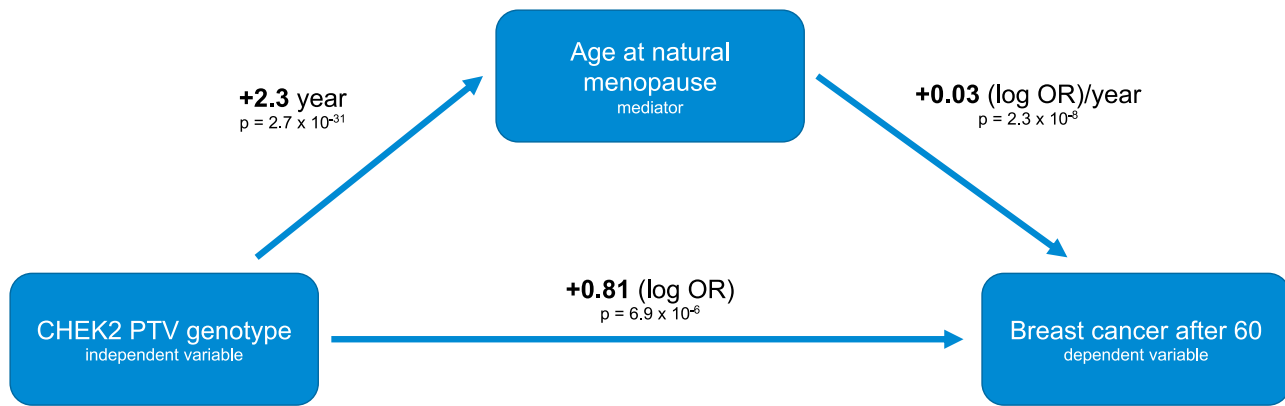 Age at natural
menopause
mediator
+2.3 year
p = 2.7 x 10⁻³¹
+0.03 (log OR)/year
p = 2.3 x 10⁻⁸
+0.81 (log OR)
p = 6.9 x 10⁻⁶
CHEK2 PTV genotype
independent variable
Breast cancer after 60
dependent variable